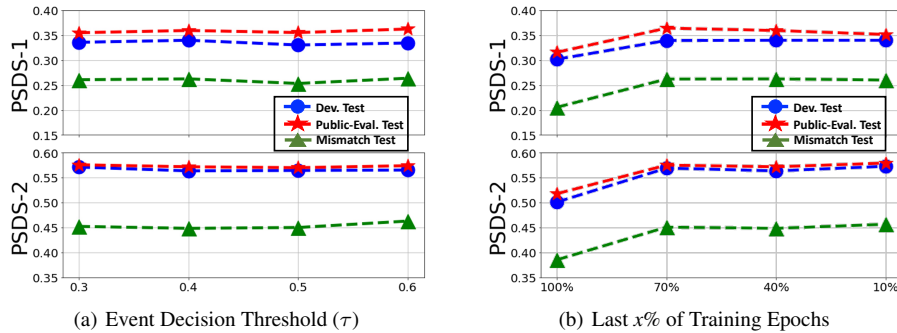 PSDS-1
0.40
0.35
0.30
0.25
0.20
0.15
PSDS-2
0.60
0.55
0.50
0.45
0.40
0.35
0.3 0.4 0.5 0.6
Dev. Test
Public-Eval. Test
Mismatch Test
(a) Event Decision Threshold (τ)
PSDS-1
0.40
0.35
0.30
0.25
0.20
0.15
PSDS-2
0.60
0.55
0.50
0.45
0.40
0.35
100% 70% 40% 10%
Dev. Test
Public-Eval. Test
Mismatch Test
(b) Last x% of Training Epochs